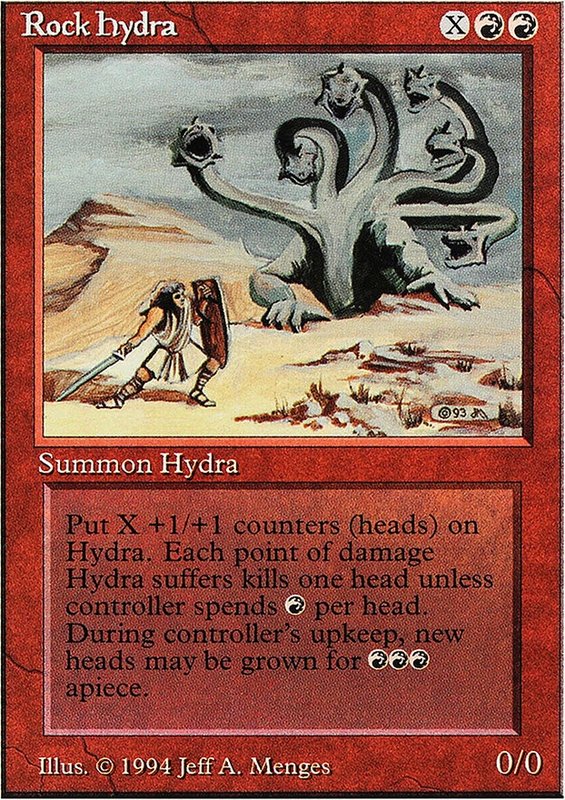 Rock Hydra X
©93 JM
Summon Hydra
Put X +1/+1 counters (heads) on
Hydra. Each point of damage
Hydra suffers kills one head unless
controller spends per head.
During controller's upkeep, new
heads may be grown for
apiece.
Illus. © 1994 Jeff A. Menges 0/0